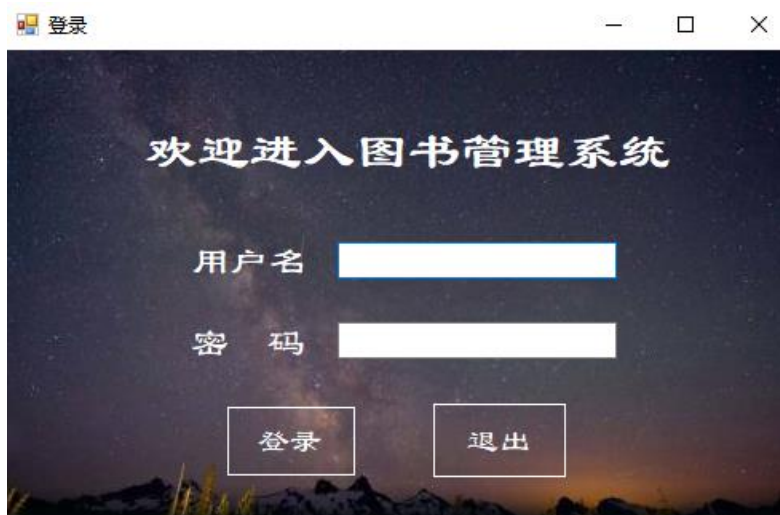 登录
欢迎进入图书管理系统
用户名
密 码
登录 退出